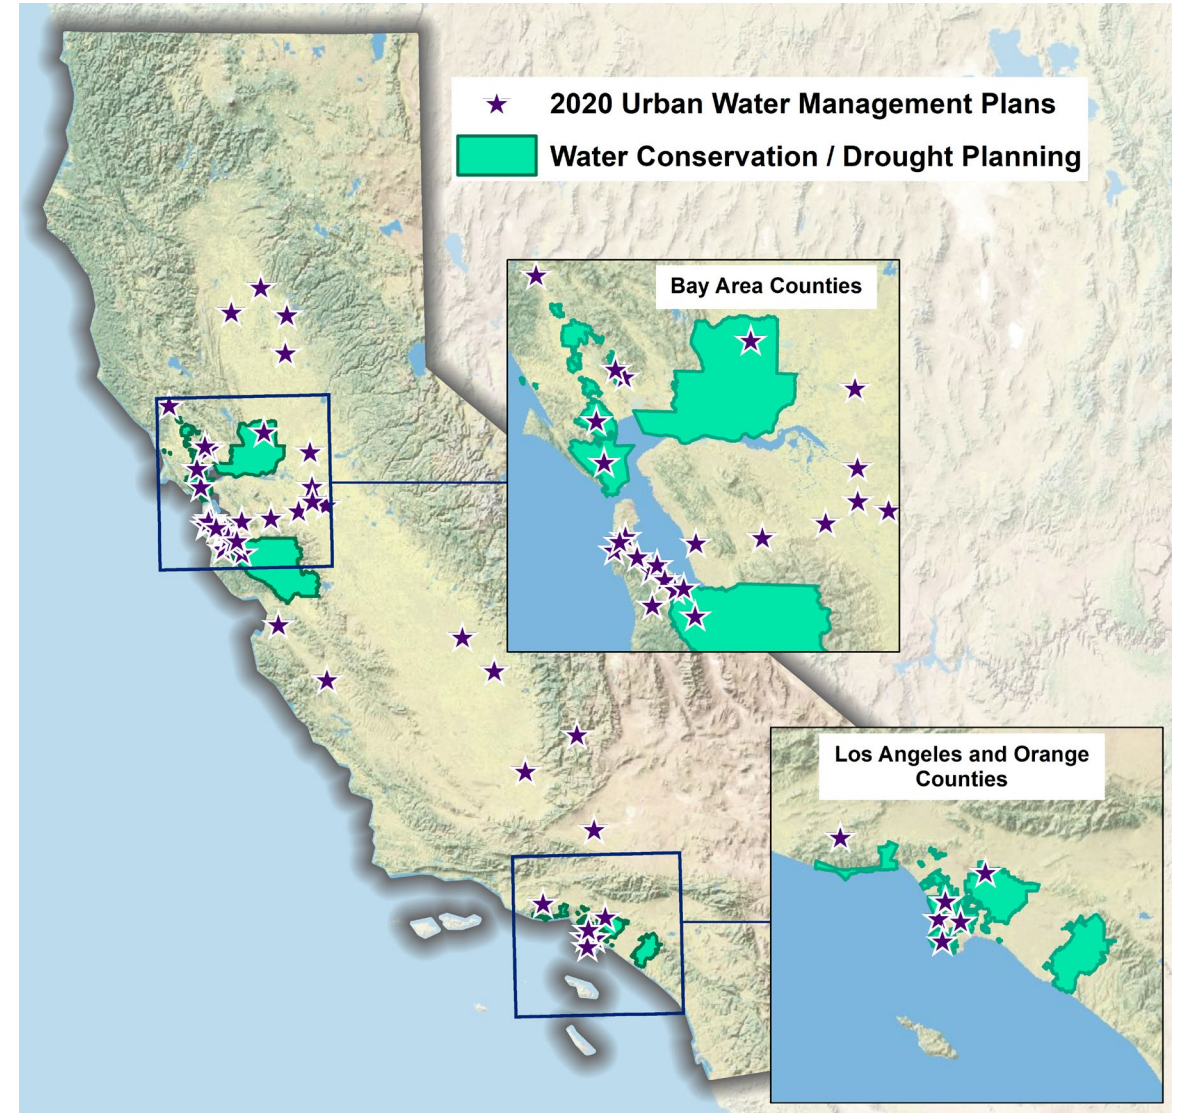 2020 Urban Water Management Plans
Water Conservation / Drought Planning
Bay Area Counties
Los Angeles and Orange
Counties